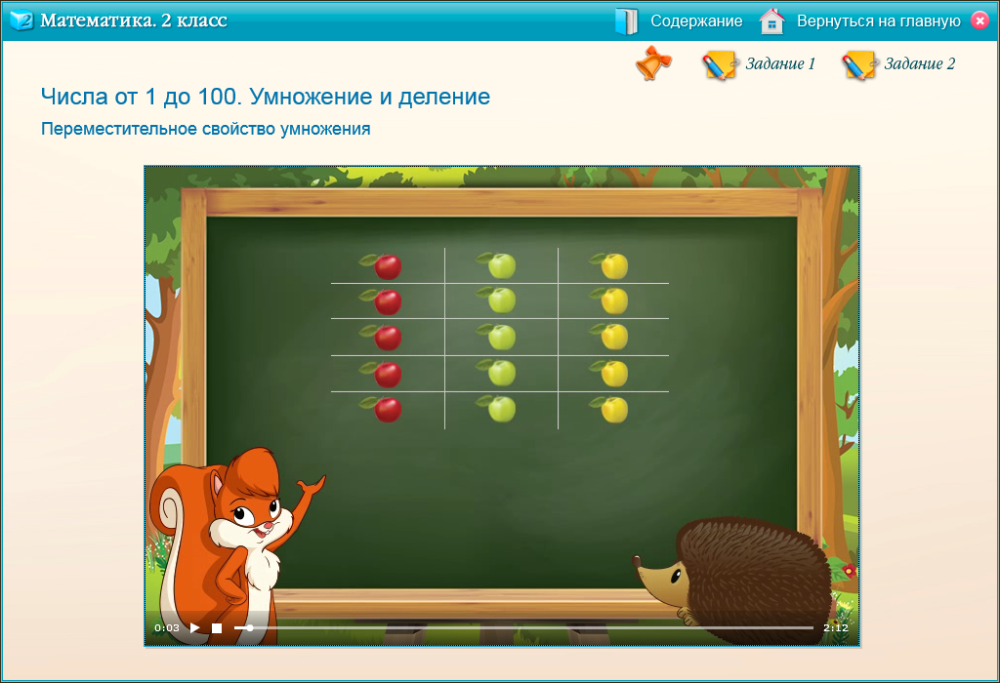 2 Математика. 2 класс
Содержание
Вернуться на главную
Задание 1
Задание 2
Числа от 1 до 100. Умножение и деление
Переместительное свойство умножения
0:03
2:12